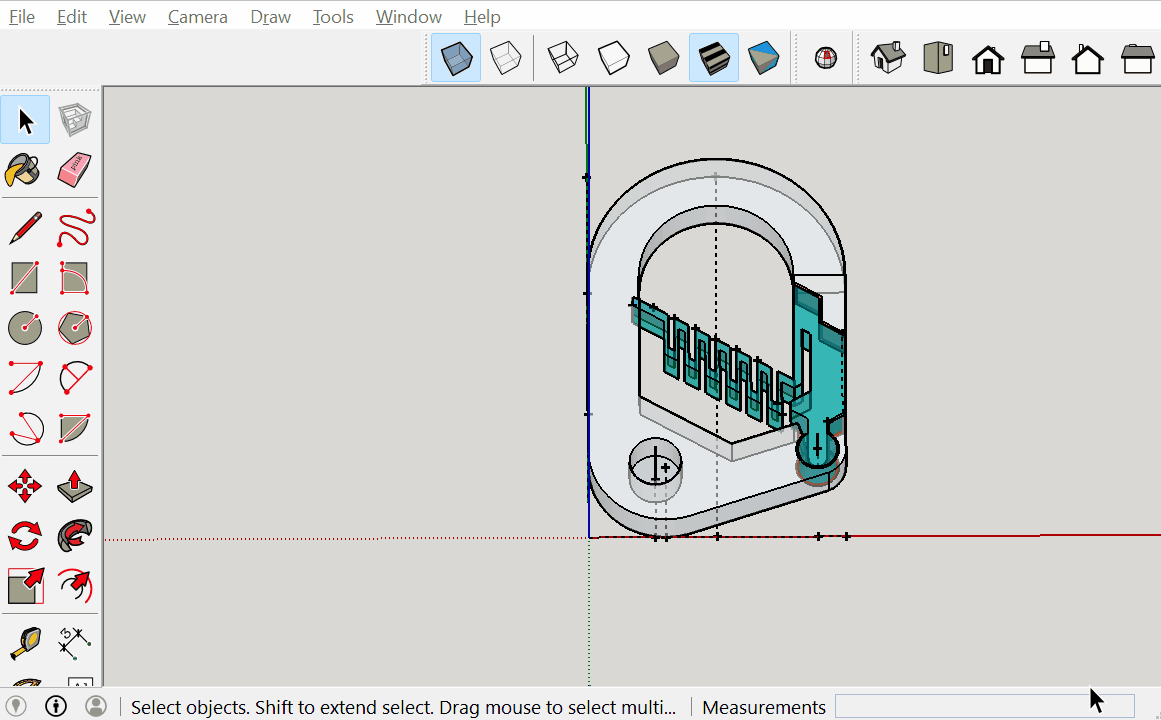 File Edit View Camera Draw Tools Window Help
Select objects. Shift to extend select. Drag mouse to select multi... Measurements